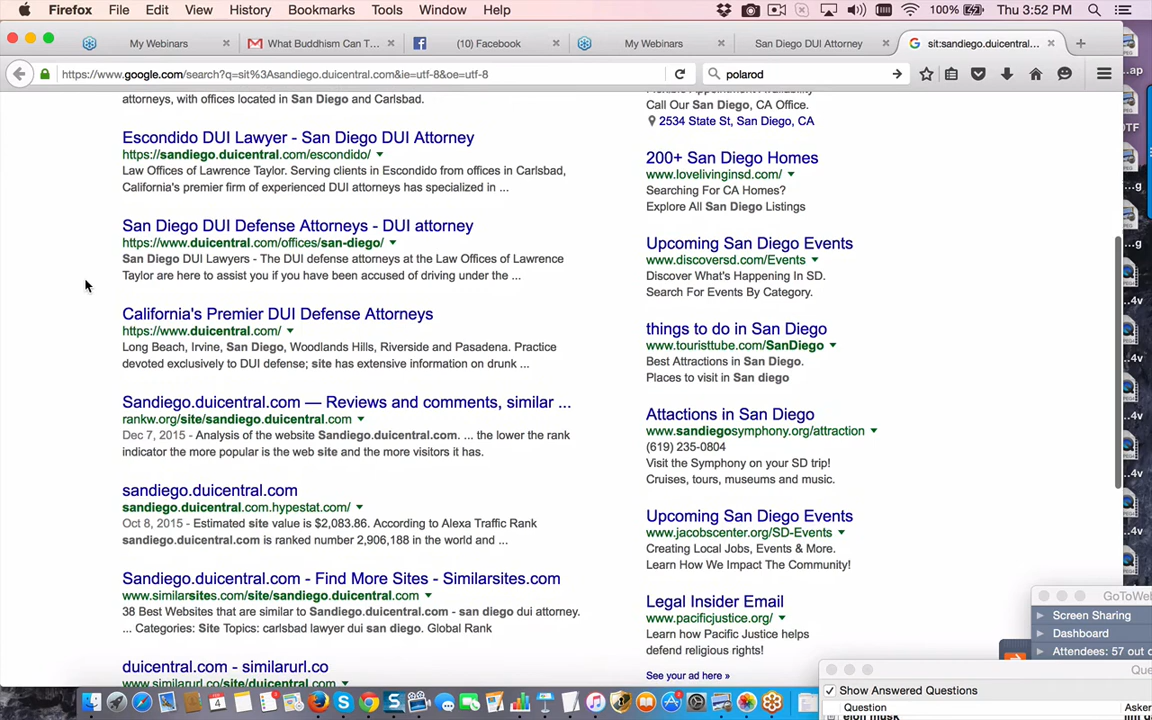 Firefox File Edit View History Bookmarks Tools Window Help 100% Thu 3:52 PM
My Webinars What Buddhism Can T... (10) Facebook My Webinars San Diego DUI Attorney sit:sandiego.duicentral.com...
https://www.google.com/search?q=sit%3Asandiego.duicentral.com&ie=utf-8&oe=utf-8 polarod
attorneys, with offices located in San Diego and Carlsbad.
Escondido DUI Lawyer - San Diego DUI Attorney
https://sandiego.duicentral.com/escondido/
Law Offices of Lawrence Taylor. Serving clients in Escondido from offices in Carlsbad,
California's premier firm of experienced DUI attorneys has specialized in ...
San Diego DUI Defense Attorneys - DUI attorney
https://www.duicentral.com/offices/san-diego/
San Diego DUI Lawyers - The DUI defense attorneys at the Law Offices of Lawrence
Taylor are here to assist you if you have been accused of driving under the ...
California's Premier DUI Defense Attorneys
https://www.duicentral.com/
Long Beach, Irvine, San Diego, Woodlands Hills, Riverside and Pasadena. Practice
devoted exclusively to DUI defense; site has extensive information on drunk ...
Sandiego.duicentral.com — Reviews and comments, similar ...
rankw.org/site/sandiego.duicentral.com
Dec 7, 2015 - Analysis of the website Sandiego.duicentral.com. ... the lower the rank
indicator the more popular is the web site and the more visitors it has.
sandiego.duicentral.com
sandiego.duicentral.com.hypestat.com/
Oct 8, 2015 - Estimated site value is $2,083.86. According to Alexa Traffic Rank
sandiego.duicentral.com is ranked number 2,906,188 in the world and ...
Sandiego.duicentral.com - Find More Sites - Similarsites.com
www.similarsites.com/site/sandiego.duicentral.com
38 Best Websites that are similar to Sandiego.duicentral.com - san diego dui attorney.
... Categories: Site Topics: carlsbad lawyer dui san diego. Global Rank
duicentral.com - similarurl.co
www.similarurl.co/site/duicentral.com
Flexible Appointment Availability
Call Our San Diego, CA Office.
2534 State St, San Diego, CA
200+ San Diego Homes
www.lovelivinginsd.com/
Searching For CA Homes?
Explore All San Diego Listings
Upcoming San Diego Events
www.discoversd.com/Events
Discover What's Happening In SD.
Search For Events By Category.
things to do in San Diego
www.touristtube.com/SanDiego
Best Attractions in San Diego.
Places to visit in San diego
Attactions in San Diego
www.sandiegosymphony.org/attraction
(619) 235-0804
Visit the Symphony on your SD trip!
Cruises, tours, museums and music.
Upcoming San Diego Events
www.jacobscenter.org/SD-Events
Creating Local Jobs, Events & More.
Learn How We Impact The Community!
Legal Insider Email
www.pacificjustice.org/
Learn how Pacific Justice helps
defend religious rights!
See your ad here »
...ap
OTF
...g
...g
...4v
...4v
...4v
...4v
...4v
GoToWeb
Screen Sharing
Dashboard
Attendees: 57 out o
Que
Show Answered Questions
Question Asker
elon musk